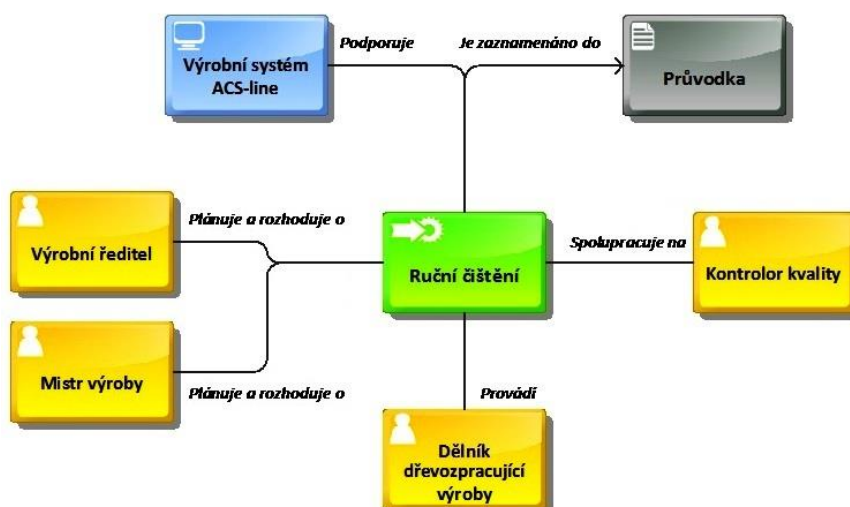 Podporuje
Je zaznamenáno do
Výrobní systém
ACS-line
Průvodka
Plánuje a rozhoduje o
Výrobní ředitel
Ruční čištění
Spolupracuje na
Kontrolor kvality
Mistr výroby
Plánuje a rozhoduje o
Provádí
Dělník
dřevozpracující
výroby